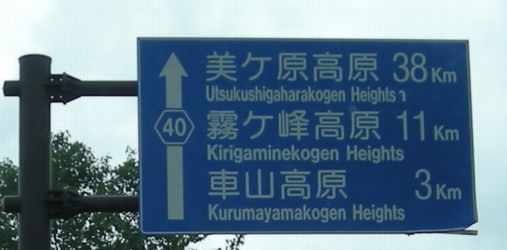 美ケ原高原 38Km
Utsukushigaharakogen Heights
40
霧ケ峰高原 11Km
Kirigaminekogen Heights
車山高原 3Km
Kurumayamakogen Heights